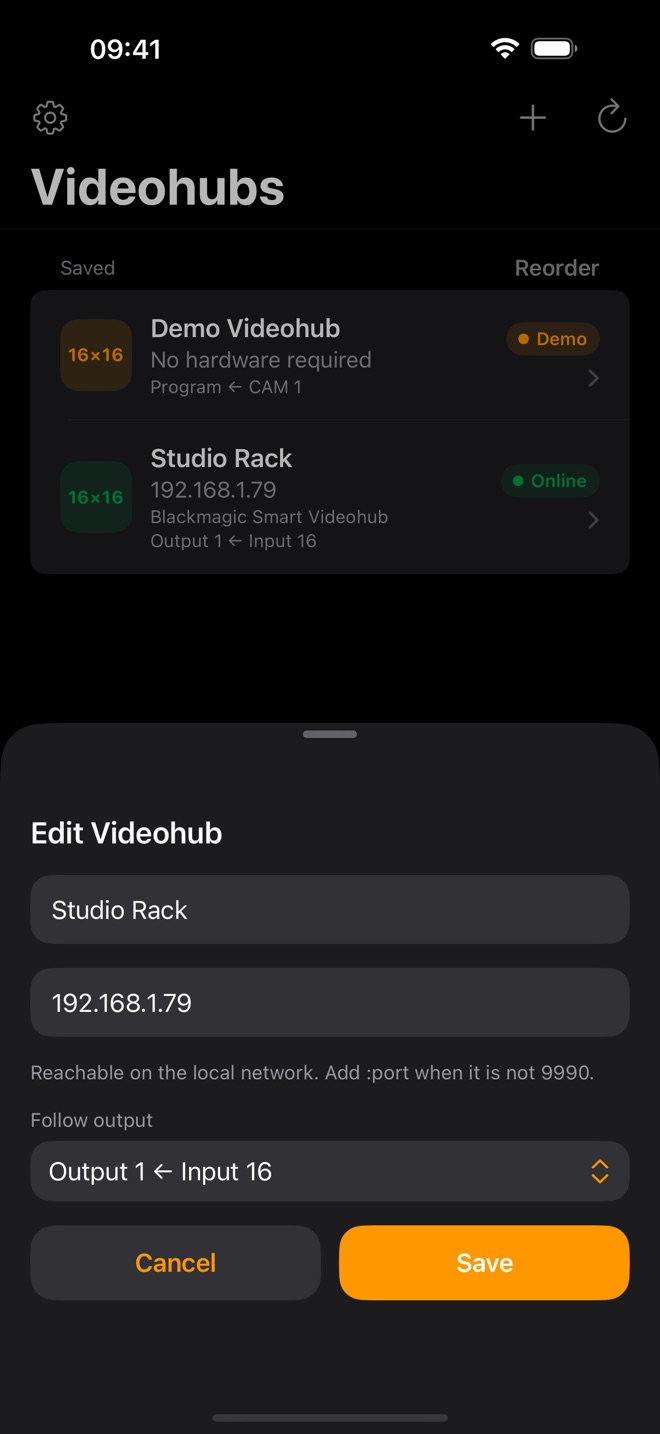 09:41
Videohubs
Saved
Reorder
16×16
Demo Videohub
No hardware required
Program ← CAM 1
Demo
16×16
Studio Rack
192.168.1.79
Blackmagic Smart Videohub
Output 1 ← Input 16
Online
Edit Videohub
Studio Rack
192.168.1.79
Reachable on the local network. Add :port when it is not 9990.
Follow output
Output 1 ← Input 16
Cancel
Save